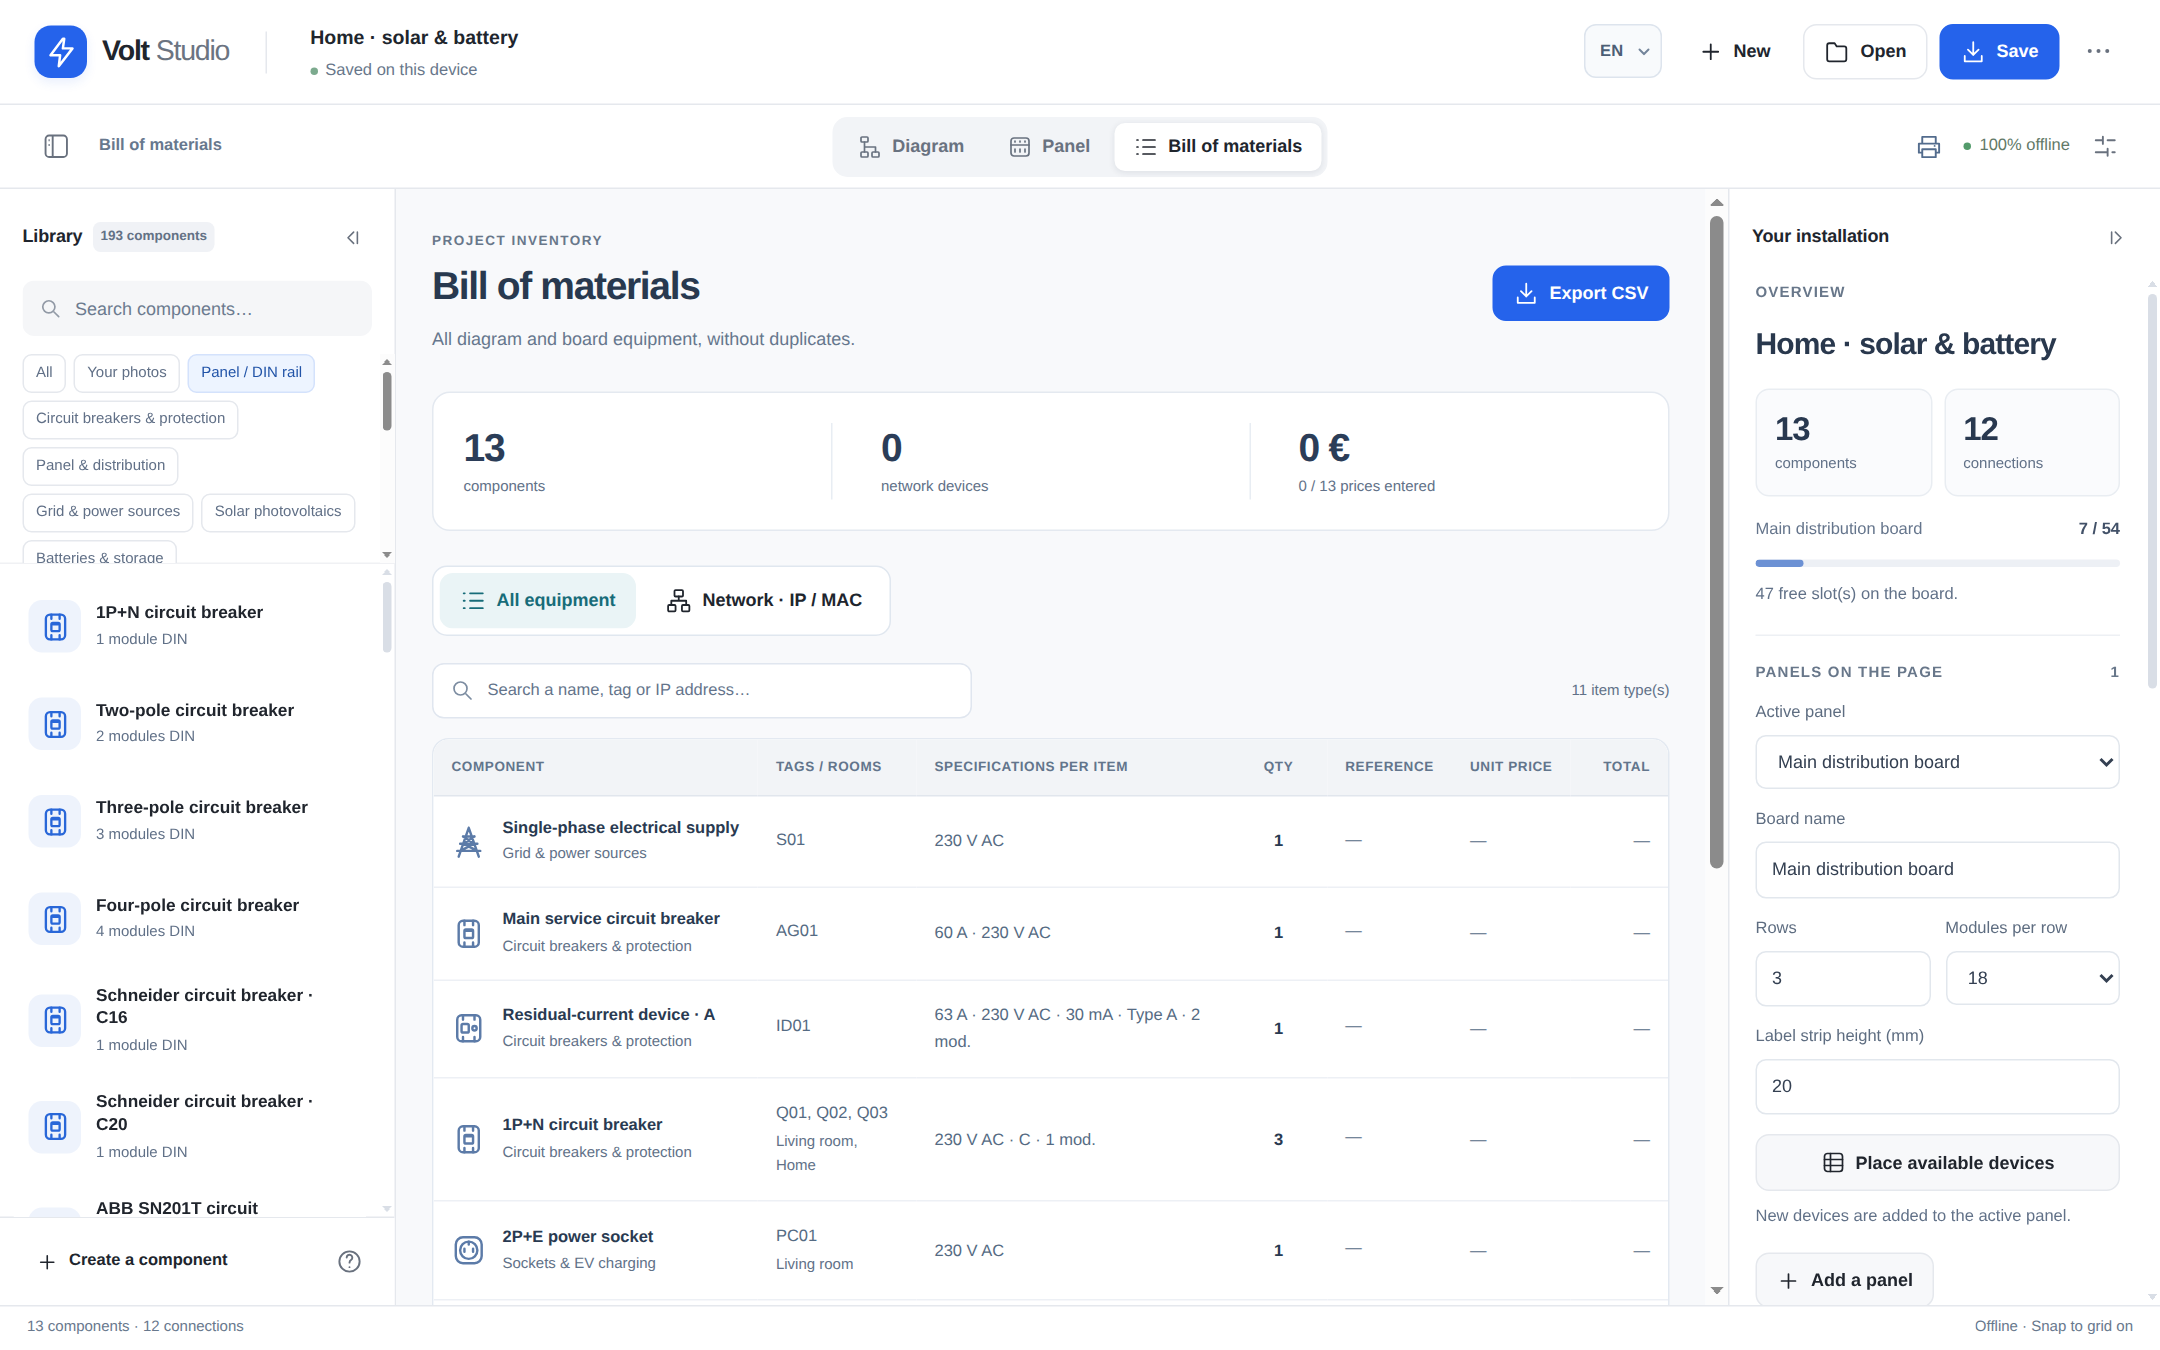 Volt Studio
Home · solar & battery
Saved on this device
EN
New
Open
Save
Bill of materials
Diagram
Panel
Bill of materials
100% offline
Library
193 components
Search components…
All
Your photos
Panel / DIN rail
Circuit breakers & protection
Panel & distribution
Grid & power sources
Solar photovoltaics
Batteries & storage
1P+N circuit breaker
1 module DIN
Two-pole circuit breaker
2 modules DIN
Three-pole circuit breaker
3 modules DIN
Four-pole circuit breaker
4 modules DIN
Schneider circuit breaker ·
C16
1 module DIN
Schneider circuit breaker ·
C20
1 module DIN
ABB SN201T circuit
Create a component
PROJECT INVENTORY
Bill of materials
All diagram and board equipment, without duplicates.
Export CSV
13
components
0
network devices
0 €
0 / 13 prices entered
All equipment
Network · IP / MAC
Search a name, tag or IP address…
11 item type(s)
COMPONENT TAGS / ROOMS SPECIFICATIONS PER ITEM QTY REFERENCE UNIT PRICE TOTAL
Single-phase electrical supply
Grid & power sources
S01
230 V AC
1
—
—
—
Main service circuit breaker
Circuit breakers & protection
AG01
60 A · 230 V AC
1
—
—
—
Residual-current device · A
Circuit breakers & protection
ID01
63 A · 230 V AC · 30 mA · Type A · 2
mod.
1
—
—
—
1P+N circuit breaker
Circuit breakers & protection
Q01, Q02, Q03
Living room,
Home
230 V AC · C · 1 mod.
3
—
—
—
2P+E power socket
Sockets & EV charging
PC01
Living room
230 V AC
1
—
—
—
Your installation
OVERVIEW
Home · solar & battery
13
components
12
connections
Main distribution board
7 / 54
47 free slot(s) on the board.
PANELS ON THE PAGE
1
Active panel
Main distribution board
Board name
Main distribution board
Rows
Modules per row
3
18
Label strip height (mm)
20
Place available devices
New devices are added to the active panel.
Add a panel
13 components · 12 connections
Offline · Snap to grid on